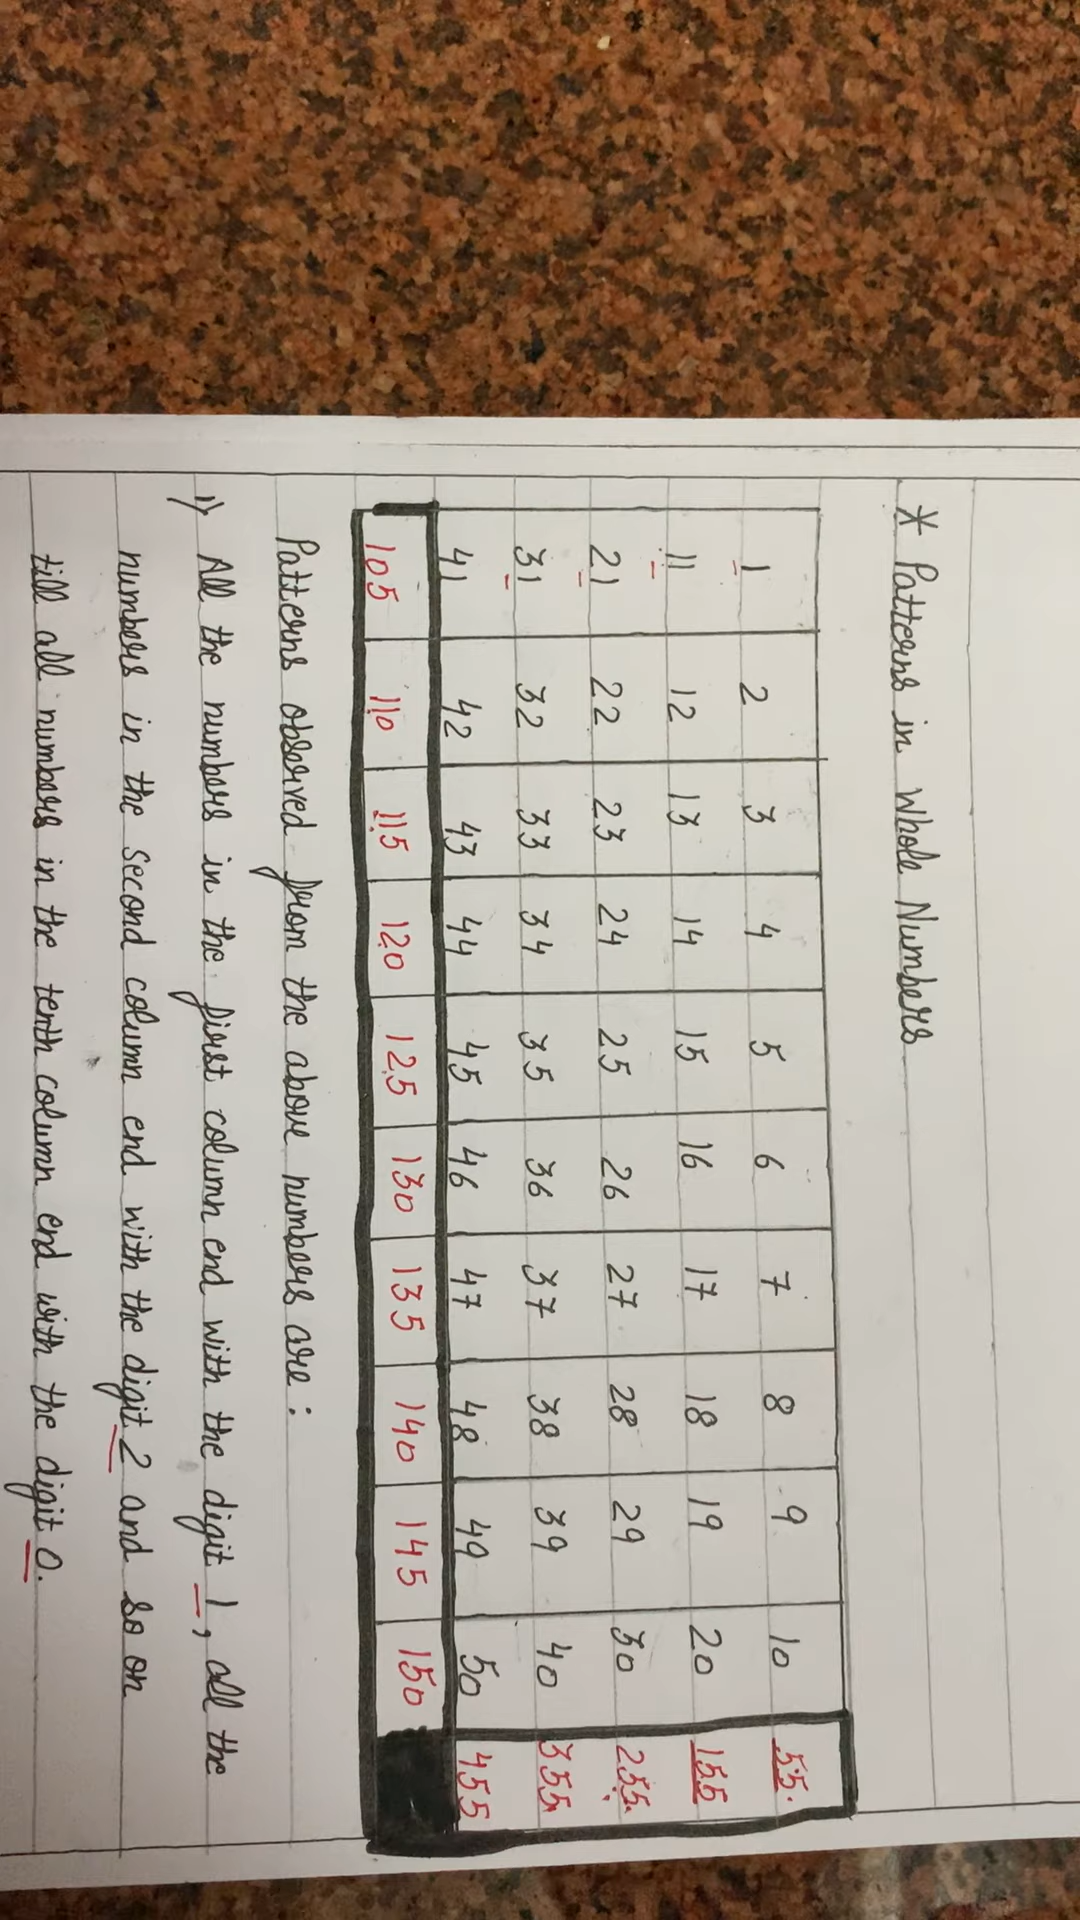 * Patterns in Whole Numbers
1 2 3 4 5 6 7 8 9 10 55
11 12 13 14 15 16 17 18 19 20 155
21 22 23 24 25 26 27 28 29 30 255
31 32 33 34 35 36 37 38 39 40 355
41 42 43 44 45 46 47 48 49 50 455
105 110 115 120 125 130 135 140 145 150
Patterns observed from the above numbers are :
1) All the numbers in the first column end with the digit 1, all the
numbers in the second column end with the digit 2 and so on
till all numbers in the tenth column end with the digit 0.